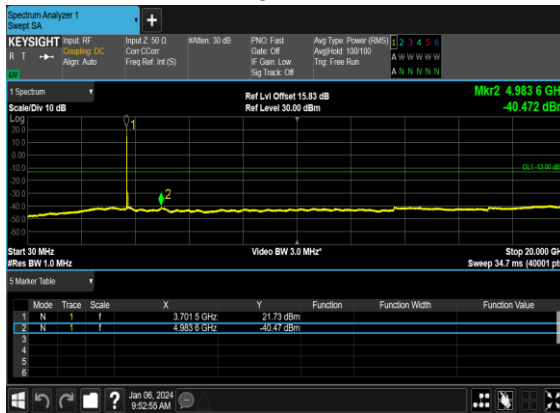 Spectrum Analyzer 1
Swept SA
+
KEYSIGHT Input: RF Input Z: 50 Ω #Atten: 30 dB PNO: Fast Avg Type: Power (RMS) 1 2 3 4 5 6
R T Coupling: DC Corr CCorr Gate: Off Avg|Hold: 100/100 A W W W W W
Align: Auto Freq Ref: Int (S) IF Gain: Low Trig: Free Run
Sig Track: Off A N N N N N
1 Spectrum
Ref Lvl Offset 15.83 dB Mkr2 4.983 6 GH
Scale/Div 10 dB Ref Level 30.00 dBm -40.472 dB
Log
20.0
10.0
0.00
-10.0
-20.0
-30.0
-40.0
-50.0
-60.0
1
2
DL1 -13.00 dB
Start 30 MHz Video BW 3.0 MHz* Stop 20.000 GH
#Res BW 1.0 MHz Sweep 34.7 ms (40001 pt
5 Marker Table
Mode Trace Scale X Y Function Function Width Function Value
1 N 1 f 3.701 5 GHz 21.73 dBm
2 N 1 f 4.983 6 GHz -40.47 dBm
3
4
5
6
? Jan 06, 2024
9:52:55 AM